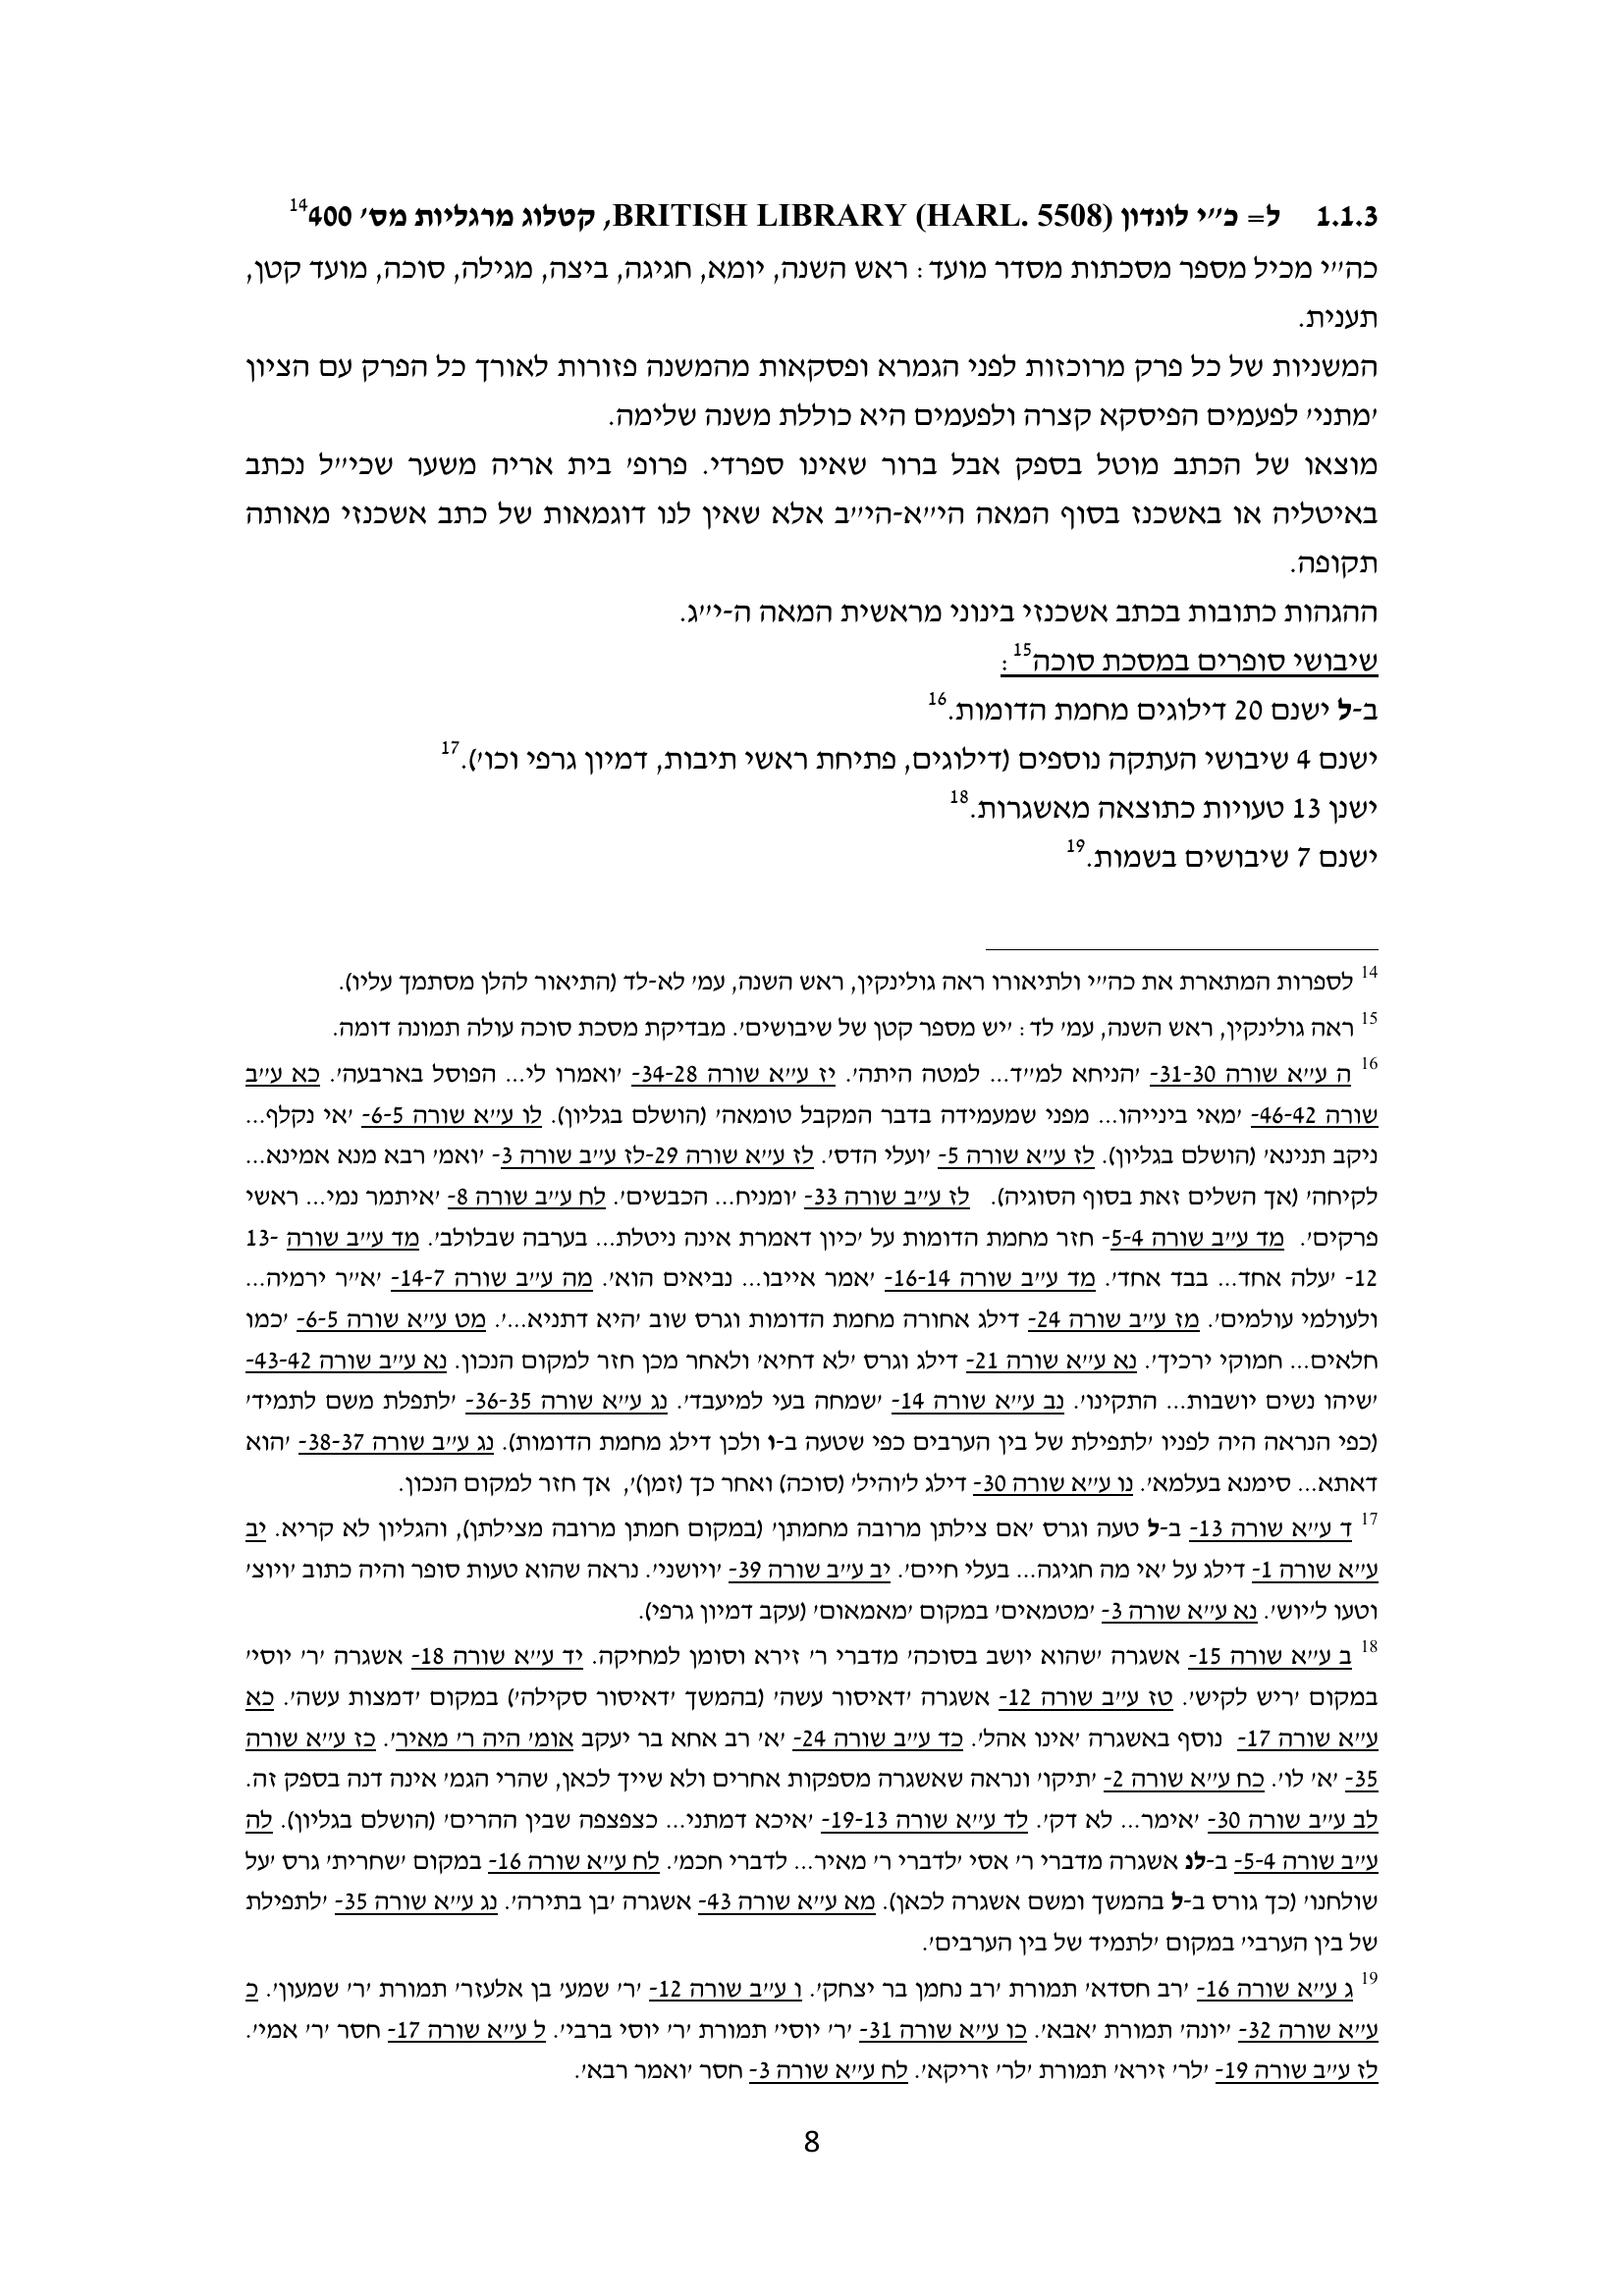 1.1.3 ל= כ"י לונדון BRITISH LIBRARY (HARL. 5508), קטלוג מרגליות מס' 400 14
כה"י מכיל מספר מסכתות מסדר מועד: ראש השנה, יומא, חגיגה, ביצה, מגילה, סוכה, מועד קטן,
תענית.
המשניות של כל פרק מרוכזות לפני הגמרא ופסקאות מהמשנה פזורות לאורך כל הפרק עם הציון
'מתני' לפעמים הפיסקא קצרה ולפעמים היא כוללת משנה שלימה.
מוצאו של הכתב מוטל בספק אבל ברור שאינו ספרדי. פרופ' בית אריה משער שכי"ל נכתב
באיטליה או באשכנז בסוף המאה הי"א-הי"ב אלא שאין לנו דוגמאות של כתב אשכנזי מאותה
תקופה.
ההגהות כתובות בכתב אשכנזי בינוני מראשית המאה ה-י"ג.
שיבושי סופרים במסכת סוכה15:
ב-ל ישנם 20 דילוגים מחמת הדומות.16
ישנם 4 שיבושי העתקה נוספים (דילוגים, פתיחת ראשי תיבות, דמיון גרפי וכו').17
ישנן 13 טעויות כתוצאה מאשגרות.18
ישנם 7 שיבושים בשמות.19
14 לספרות המתארת את כה"י ולתיאורו ראה גולינקין, ראש השנה, עמ' לא-לד (התיאור להלן מסתמך עליו).
15 ראה גולינקין, ראש השנה, עמ' לד: 'יש מספר קטן של שיבושים'. מבדיקת מסכת סוכה עולה תמונה דומה.
16 ה ע"א שורה 31-30- 'הניחא למ"ד... למטה היתה'. יז ע"א שורה 34-28- 'ואמרו לי... הפוסל בארבעה'. כא ע"ב
שורה 46-42- 'מאי בינייהו... מפני שמעמידה בדבר המקבל טומאה' (הושלם בגליון). לו ע"א שורה 6-5- 'אי נקלף...
ניקב תנינא' (הושלם בגליון). לז ע"א שורה 5- 'ועלי הדס'. לז ע"א שורה 29-לז ע"ב שורה 3- 'ואמ' רבא מנא אמינא...
לקיחה' (אך השלים זאת בסוף הסוגיה). לז ע"ב שורה 33- 'ומניח... הכבשים'. לח ע"ב שורה 8- 'איתמר נמי... ראשי
פרקים'. מד ע"ב שורה 5-4- חזר מחמת הדומות על 'כיון דאמרת אינה ניטלת... בערבה שבלולב'. מד ע"ב שורה 13-
12- 'עלה אחד... בבד אחד'. מד ע"ב שורה 16-14- 'אמר אייבו... נביאים הוא'. מה ע"ב שורה 14-7- 'א"ר ירמיה...
ולעולמי עולמים'. מז ע"ב שורה 24- דילג אחורה מחמת הדומות וגרס שוב 'היא דתניא...'. מט ע"א שורה 6-5- 'כמו
חלאים... חמוקי ירכיך'. נא ע"א שורה 21- דילג וגרס 'לא דחיא' ולאחר מכן חזר למקום הנכון. נא ע"ב שורה 43-42-
'שיהו נשים יושבות... התקינו'. נב ע"א שורה 14- 'שמחה בעי למיעבד'. נג ע"א שורה 36-35- 'לתפלת משם לתמיד'
(כפי הנראה היה לפניו 'לתפילת של בין הערבים כפי שטעה ב-ו ולכן דילג מחמת הדומות). נג ע"ב שורה 38-37- 'הוא
דאתא... סימנא בעלמא'. נו ע"א שורה 30- דילג ל'והיל' (סוכה) ואחר כך (זמן)', אך חזר למקום הנכון.
17 ד ע"א שורה 13- ב-ל טעה וגרס 'אם צילתן מרובה מחמתן' (במקום חמתן מרובה מצילתן), והגליון לא קריא. יב
ע"א שורה 1- דילג על 'אי מה חגיגה... בעלי חיים'. יב ע"ב שורה 39- 'ויושני'. נראה שהוא טעות סופר והיה כתוב 'ויוצ'
וטעו ל'יוש'. נא ע"א שורה 3- 'מטמאים' במקום 'מאמאום' (עקב דמיון גרפי).
18 ב ע"א שורה 15- אשגרה 'שהוא יושב בסוכה' מדברי ר' זירא וסומן למחיקה. יד ע"א שורה 18- אשגרה 'ר' יוסי'
במקום 'ריש לקיש'. טז ע"ב שורה 12- אשגרה 'דאיסור עשה' (בהמשך 'דאיסור סקילה') במקום 'דמצות עשה'. כא
ע"א שורה 17- נוסף באשגרה 'אינו אהל'. כד ע"ב שורה 24- 'א' רב אחא בר יעקב אומ' היה ר' מאיר'. כז ע"א שורה
35- 'א' לו'. כח ע"א שורה 2- 'תיקו' ונראה שאשגרה מספקות אחרים ולא שייך לכאן, שהרי הגמ' אינה דנה בספק זה.
לב ע"ב שורה 30- 'אימר... לא דק'. לד ע"א שורה 19-13- 'איכא דמתני... כצפצפה שבין ההרים' (הושלם בגליון). לה
ע"ב שורה 5-4- ב-לנ אשגרה מדברי ר' אסי 'לדברי ר' מאיר... לדברי חכמ'. לח ע"א שורה 16- במקום 'שחרית' גרס 'על
שולחנו' (כך גורס ב-ל בהמשך ומשם אשגרה לכאן). מא ע"א שורה 43- אשגרה 'בן בתירה'. נג ע"א שורה 35- 'לתפילת
של בין הערבי' במקום 'לתמיד של בין הערבים'.
19 ג ע"א שורה 16- 'רב חסדא' תמורת 'רב נחמן בר יצחק'. ו ע"ב שורה 12- 'ר' שמע' בן אלעזר' תמורת 'ר' שמעון'. כ
ע"א שורה 32- 'יונה' תמורת 'אבא'. כו ע"א שורה 31- 'ר' יוסי' תמורת 'ר' יוסי ברבי'. ל ע"א שורה 17- חסר 'ר' אמי'.
לז ע"ב שורה 19- 'לר' זירא' תמורת 'לר' זריקא'. לח ע"א שורה 3- חסר 'ואמר רבא'.
8